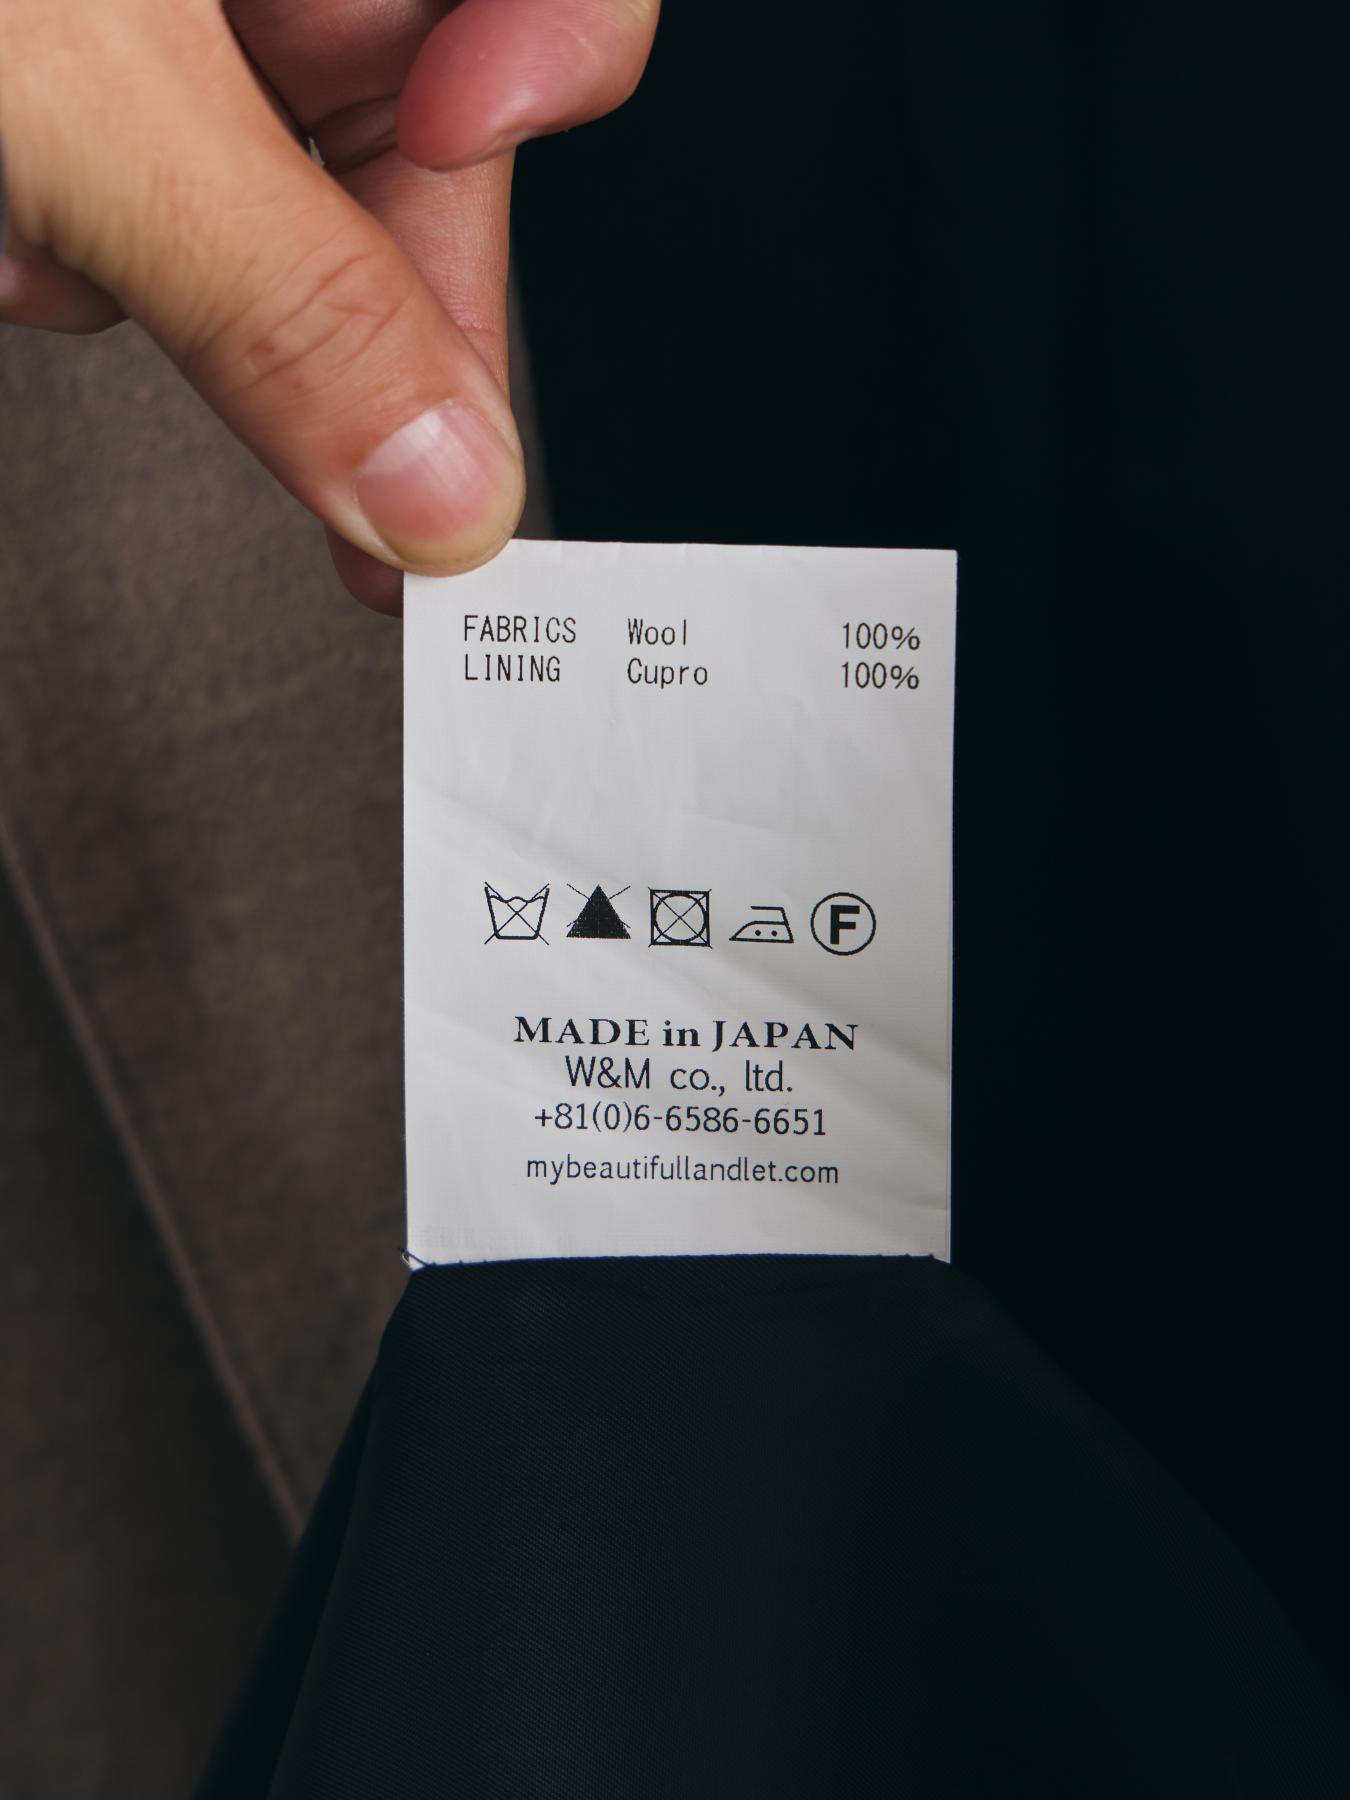 FABRICS Wool 100%
LINING Cupro 100%
F
MADE in JAPAN
W&M co., ltd.
+81(0)6-6586-6651
mybeautifullandlet.com